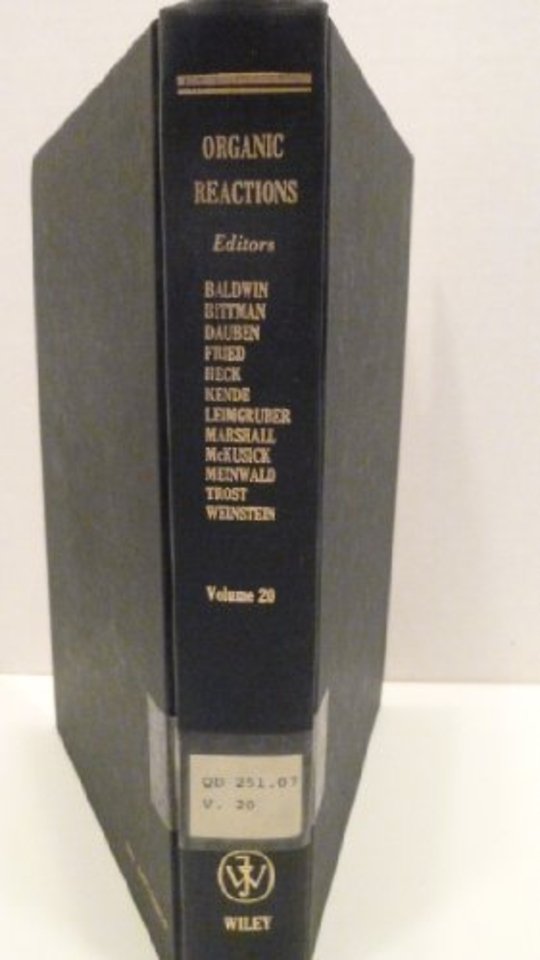 ORGANIC
REACTIONS
Editors
BALDWIN
BITTMAN
DAUBEN
FRIED
HECK
KENDE
LEIMGRUBER
MARSHALL
McKUSICK
MEINWALD
TROST
WEINSTEIN
Volume 20
QD 251.07
V. 20
JW
WILEY